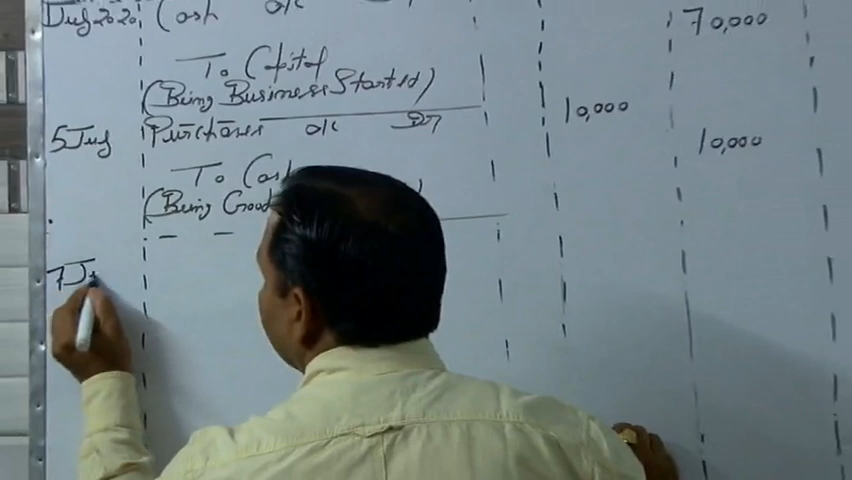 July 2020 Cash a/c 70,000
To Capital
(Being Business Started)
5 July Purchases a/c Dr 10,000
To Cash 10,000
(Being Good
7 J